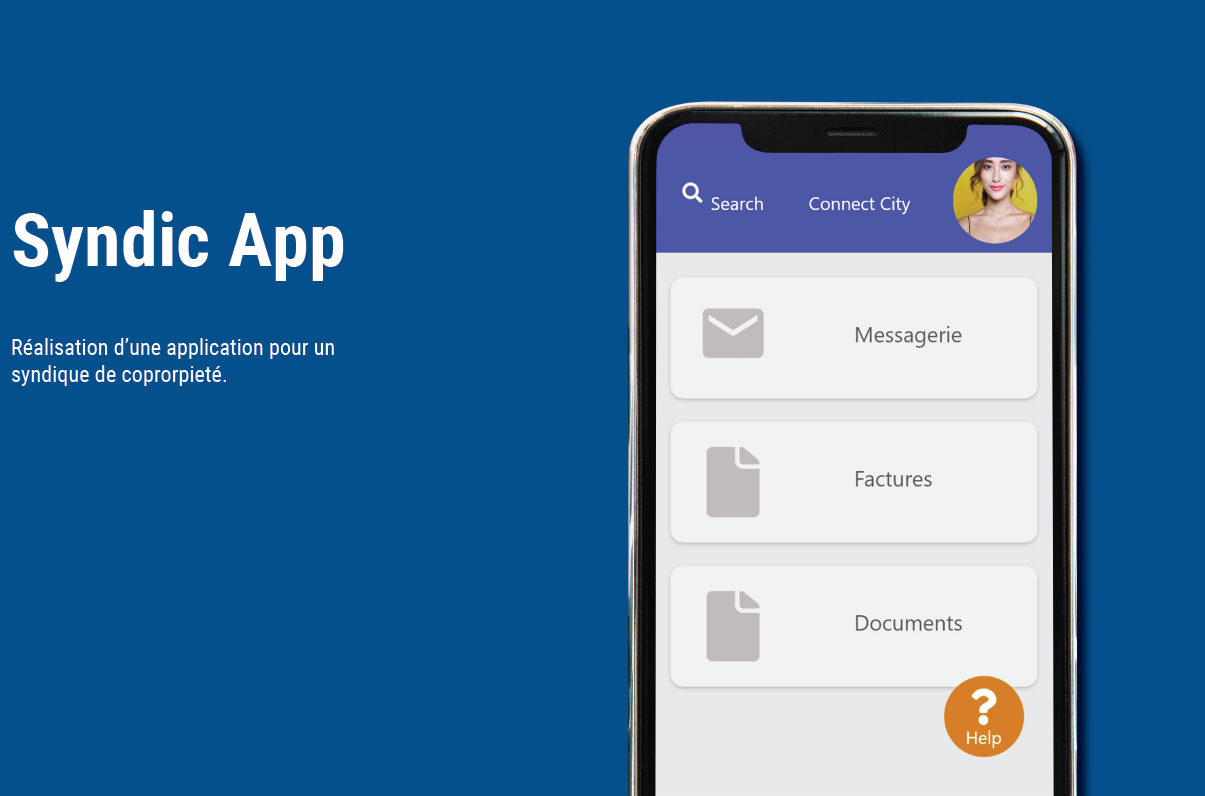 Syndic App
Réalisation d’une application pour un
syndique de coprorpieté.
Search
Connect City
Messagerie
Factures
Documents
?
Help